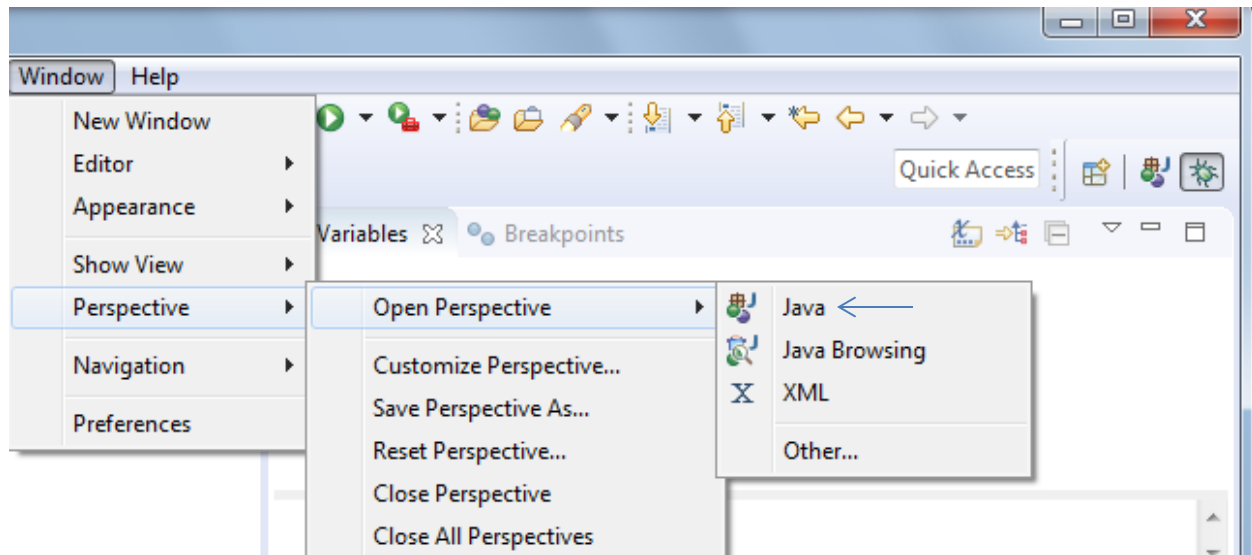 Window Help
New Window
Editor
Appearance
Show View
Perspective
Navigation
Preferences
Quick Access
Variables Breakpoints
Open Perspective
Customize Perspective...
Save Perspective As...
Reset Perspective...
Close Perspective
Close All Perspectives
Java
Java Browsing
XML
Other...